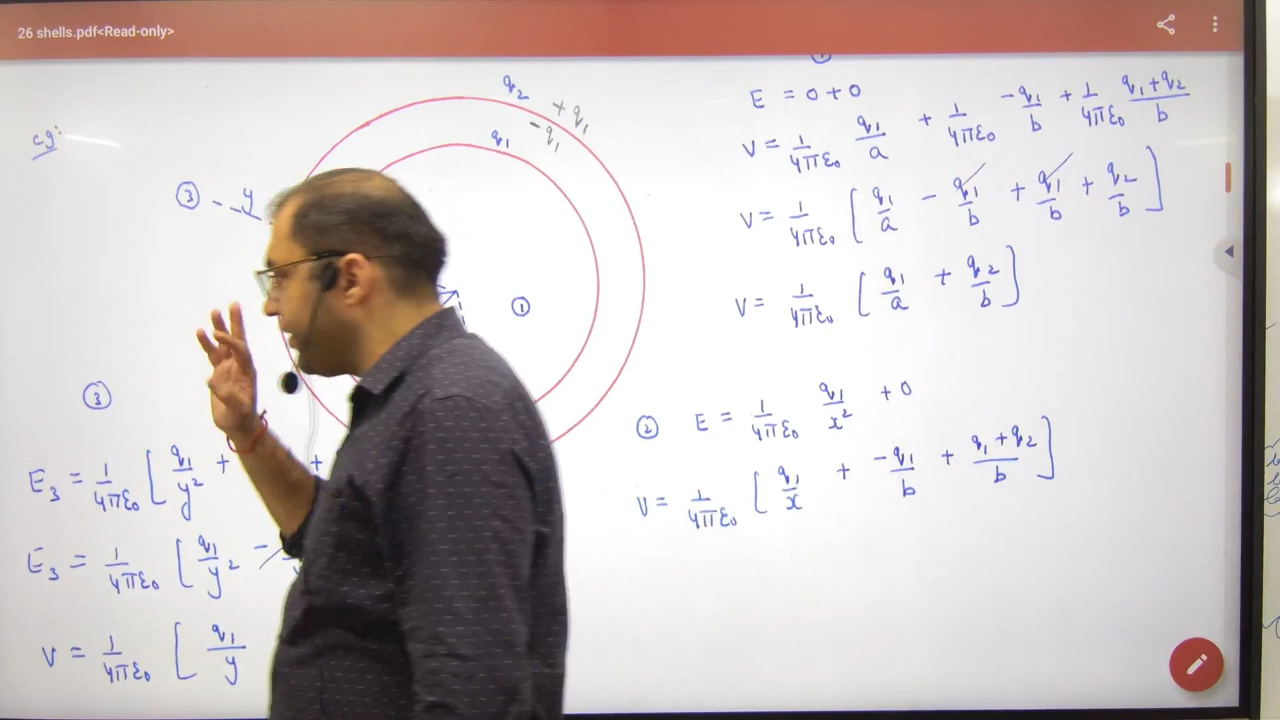 26 shells.pdf<Read-only>
eg:
q₂ + q₁
q₁ - q₁
③ - - y
①
E = 0 + 0
V = 1/4πε₀ q₁/a + 1/4πε₀ -q₁/b + 1/4πε₀ q₁+q₂/b
V = 1/4πε₀ [ q₁/a - q₁/b + q₁/b + q₂/b ]
V = 1/4πε₀ [ q₁/a + q₂/b ]
② E = 1/4πε₀ q₁/x² + 0
V = 1/4πε₀ [ q₁/x + -q₁/b + q₁+q₂/b ]
③
E₃ = 1/4πε₀ [ q₁/y² + +
E₃ = 1/4πε₀ [ q₁/y² -
V = 1/4πε₀ [ q₁/y